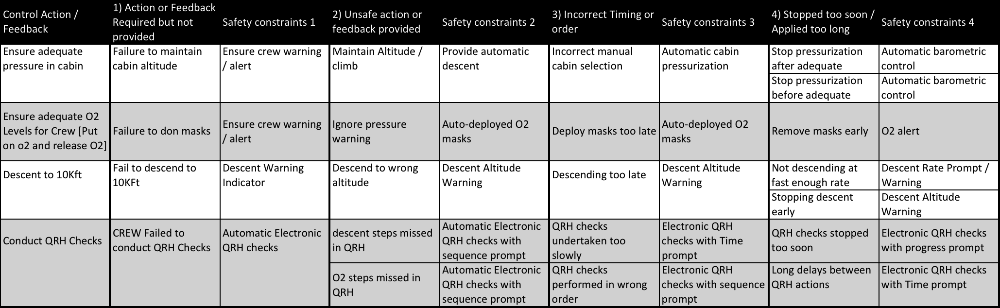 Control Action /
Feedback
1) Action or Feedback
Required but not
provided
Safety constraints 1
2) Unsafe action or
feedback provided
Safety constraints 2
3) Incorrect Timing or
order
Safety constraints 3
4) Stopped too soon /
Applied too long
Safety constraints 4
Ensure adequate
pressure in cabin
Failure to maintain
cabin altitude
Ensure crew warning
/ alert
Maintain Altitude /
climb
Provide automatic
descent
Incorrect manual
cabin selection
Automatic cabin
pressurization
Stop pressurization
after adequate
Automatic barometric
control
Stop pressurization
before adequate
Automatic barometric
control
Ensure adequate O2
Levels for Crew [Put
on o2 and release O2]
Failure to don masks
Ensure crew warning
/ alert
Ignore pressure
warning
Auto-deployed O2
masks
Deploy masks too late
Auto-deployed O2
masks
Remove masks early
O2 alert
Descent to 10Kft
Fail to descend to
10KFt
Descent Warning
Indicator
Descend to wrong
altitude
Descent Altitude
Warning
Descending too late
Descent Altitude
Warning
Not descending at
fast enough rate
Descent Rate Prompt /
Warning
Stopping descent
early
Descent Altitude
Warning
Conduct QRH Checks
CREW Failed to
conduct QRH Checks
Automatic Electronic
QRH checks
descent steps missed
in QRH
Automatic Electronic
QRH checks with
sequence prompt
QRH checks
undertaken too
slowly
Electronic QRH
checks with Time
prompt
QRH checks stopped
too soon
Electronic QRH checks
with progress prompt
O2 steps missed in
QRH
Automatic Electronic
QRH checks with
sequence prompt
QRH checks
performed in wrong
order
Electronic QRH
checks with sequence
prompt
Long delays between
QRH actions
Electronic QRH checks
with Time prompt